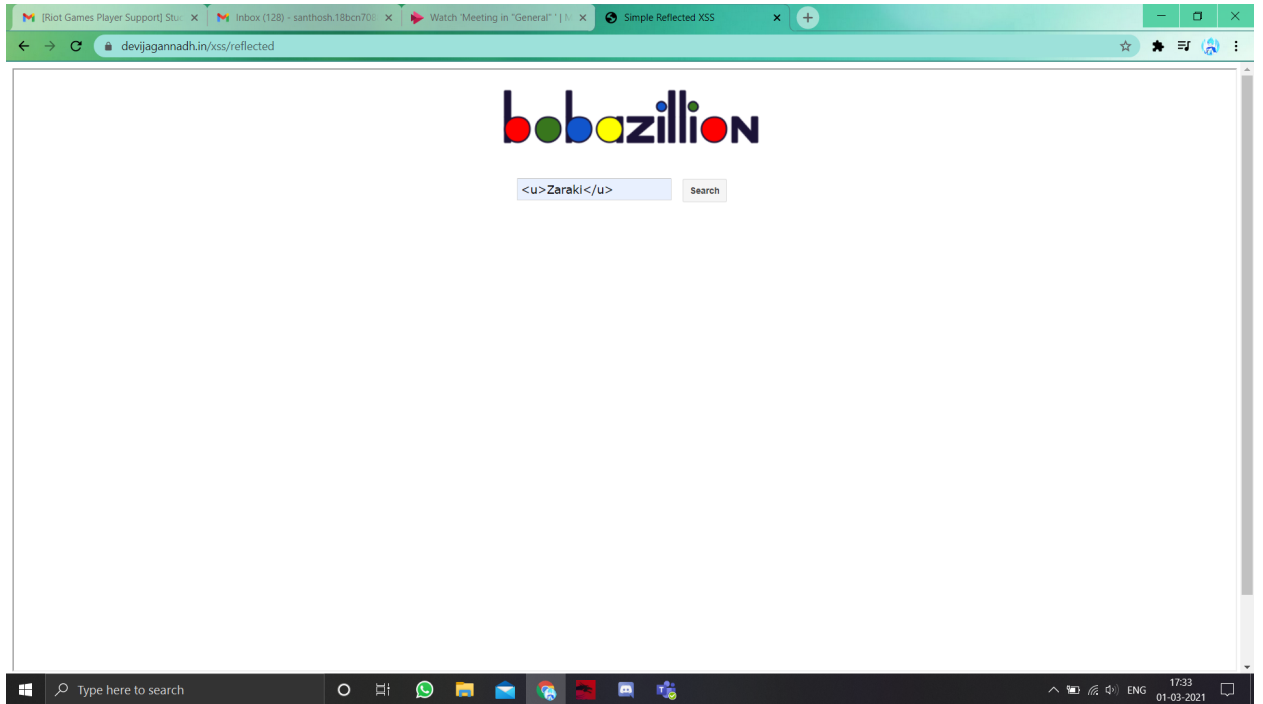 [Riot Games Player Support] Stu
Inbox (128) - santhosh.18bcn70
Watch 'Meeting in "General" ' | M
Simple Reflected XSS
devijagannadh.in/xss/reflected
bobazillion
<u>Zaraki</u>
Search
Type here to search
ENG
17:33
01-03-2021